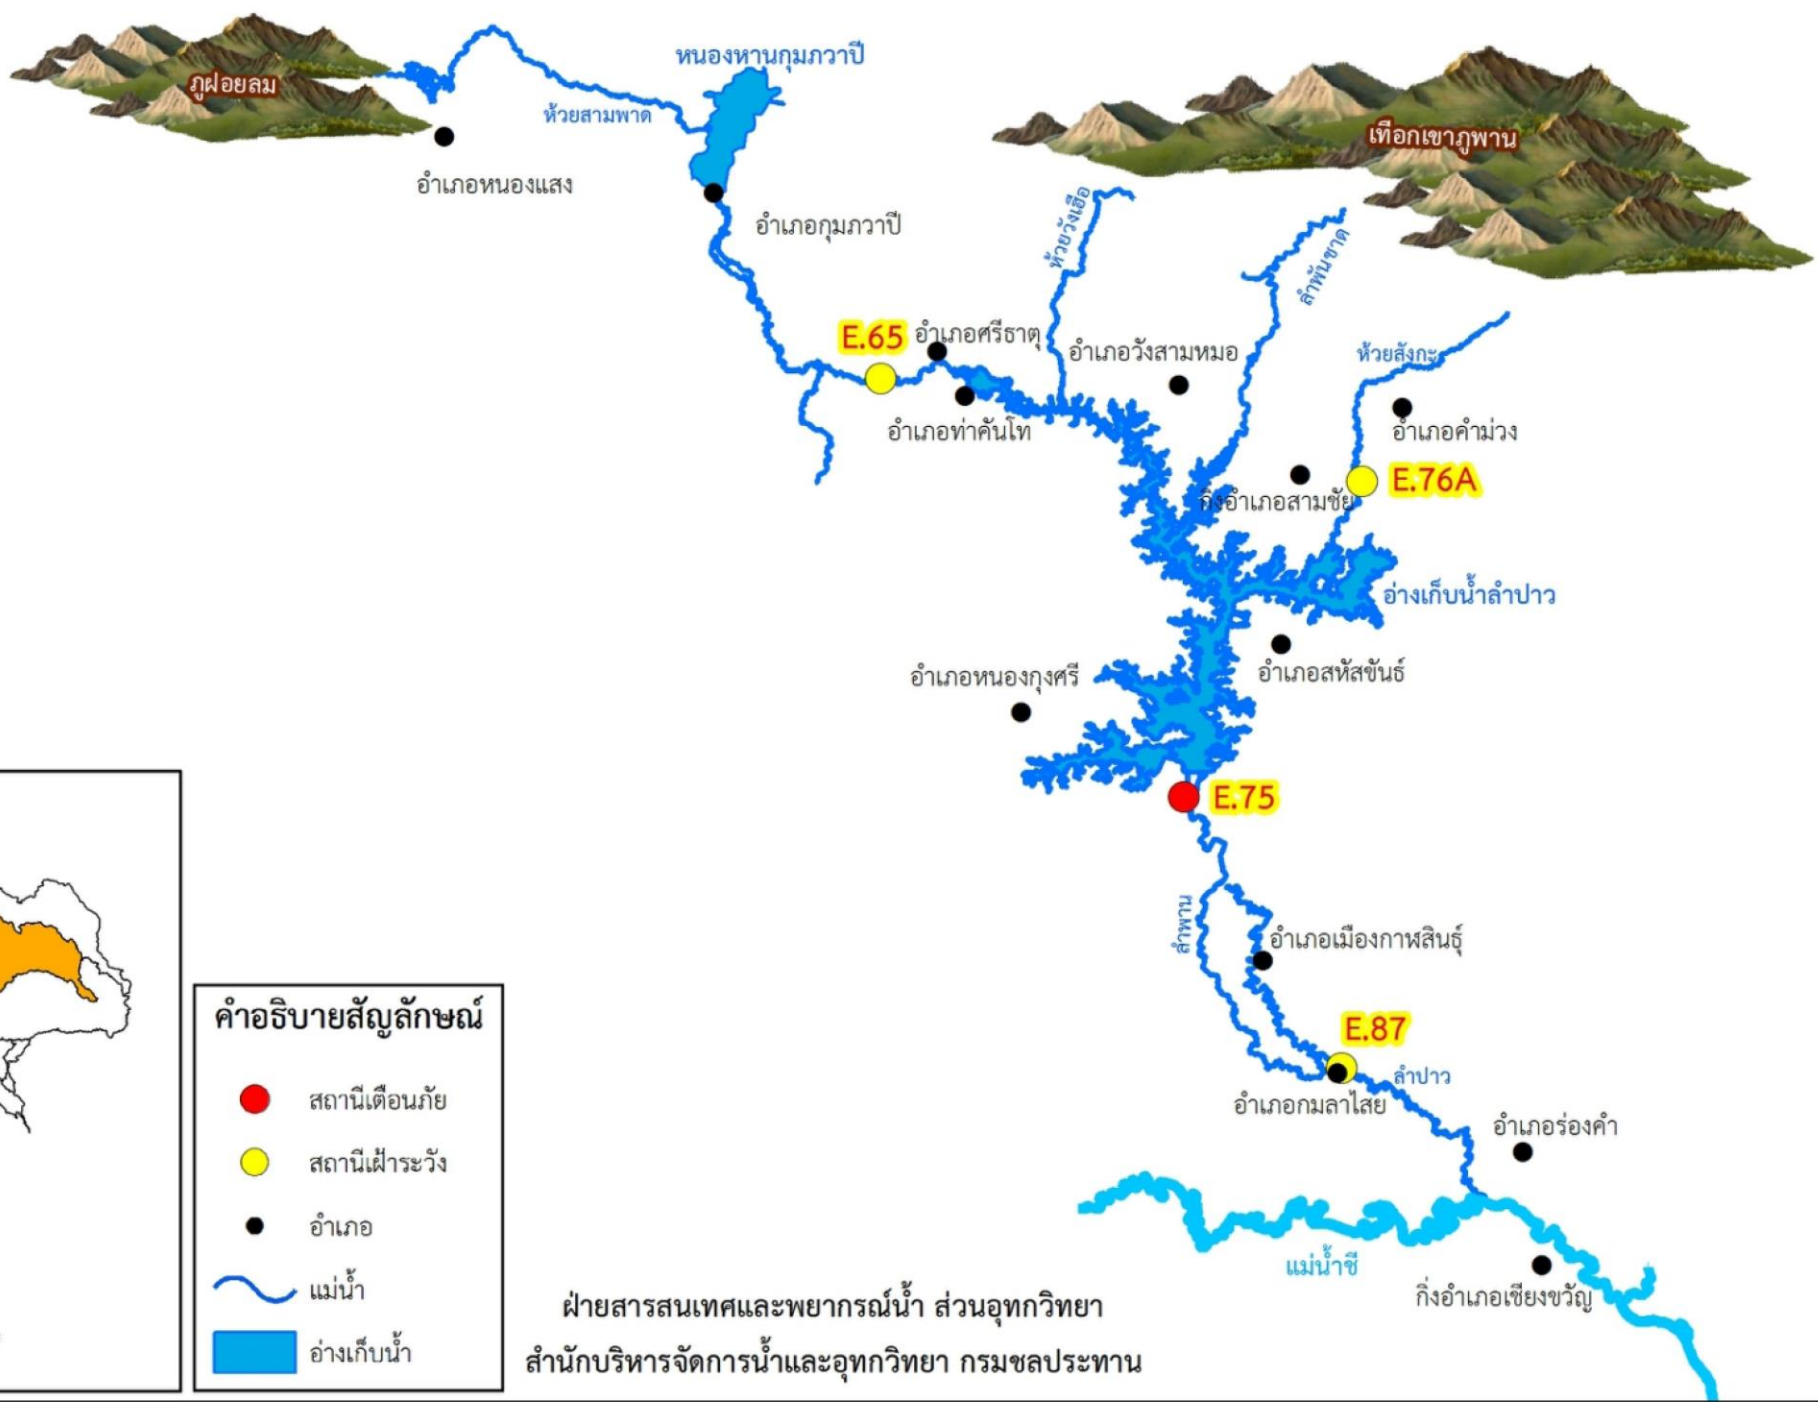 หนองหานกุมภวาปี
ภูฝอยลม
ห้วยสามพาด
เทือกเขาภูพาน
อำเภอหนองแสง
อำเภอกุมภวาปี
ห้วยวังเฮือ
ลำพันชาด
E.65
อำเภอศรีธาตุ
อำเภอวังสามหมอ
ห้วยสังกะ
อำเภอท่าคันโท
อำเภอคำม่วง
E.76A
กิ่งอำเภอสามชัย
อ่างเก็บน้ำลำปาว
อำเภอหนองกุงศรี
อำเภอสหัสขันธ์
E.75
ลำพาน
อำเภอเมืองกาฬสินธุ์
E.87
ลำปาว
อำเภอกมลาไสย
อำเภอร่องคำ
แม่น้ำชี
กิ่งอำเภอเชียงขวัญ
คำอธิบายสัญลักษณ์
สถานีเตือนภัย
สถานีเฝ้าระวัง
อำเภอ
แม่น้ำ
อ่างเก็บน้ำ
ฝ่ายสารสนเทศและพยากรณ์น้ำ ส่วนอุทกวิทยา
สำนักบริหารจัดการน้ำและอุทกวิทยา กรมชลประทาน